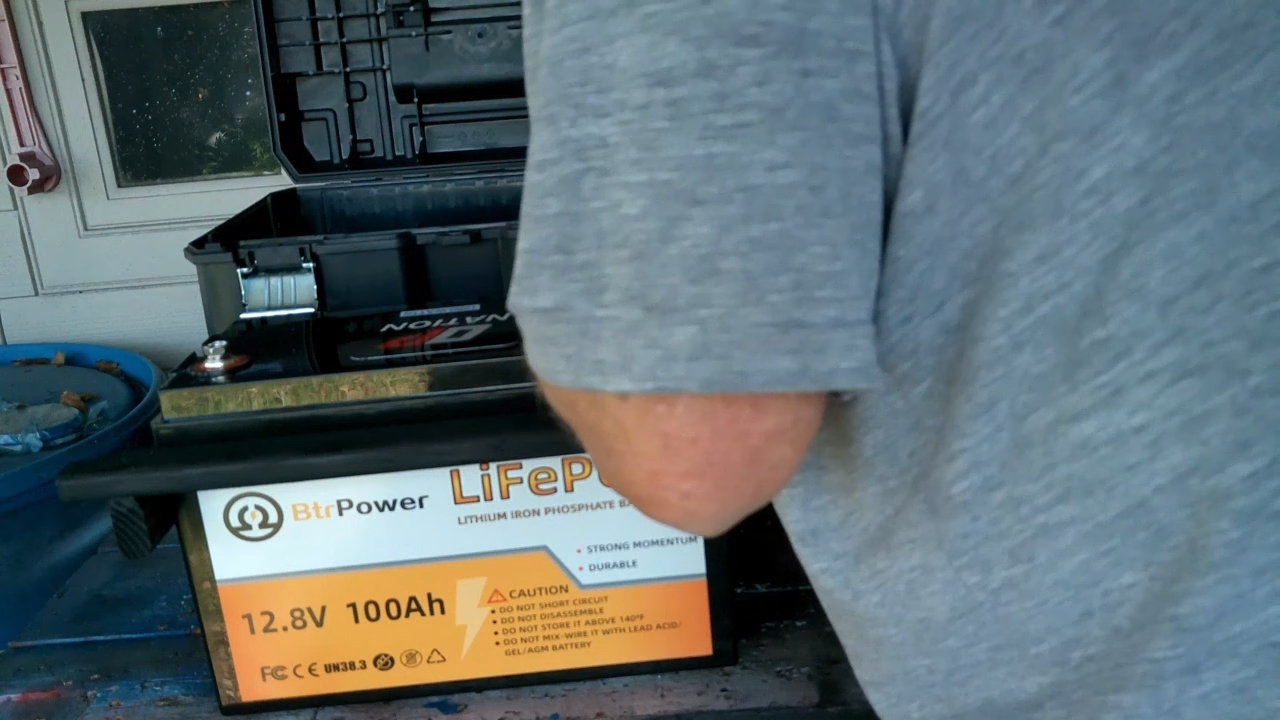 NATION
BtrPower
LiFeP
LITHIUM IRON PHOSPHATE
STRONG MOMENTUM
DURABLE
12.8V 100Ah
CAUTION
DO NOT SHORT CIRCUIT
DO NOT DISASSEMBLE
DO NOT STORE IT ABOVE 140°F
DO NOT MIX-WIRE IT WITH LEAD ACID/
GEL/AGM BATTERY
FC CE UN38.3